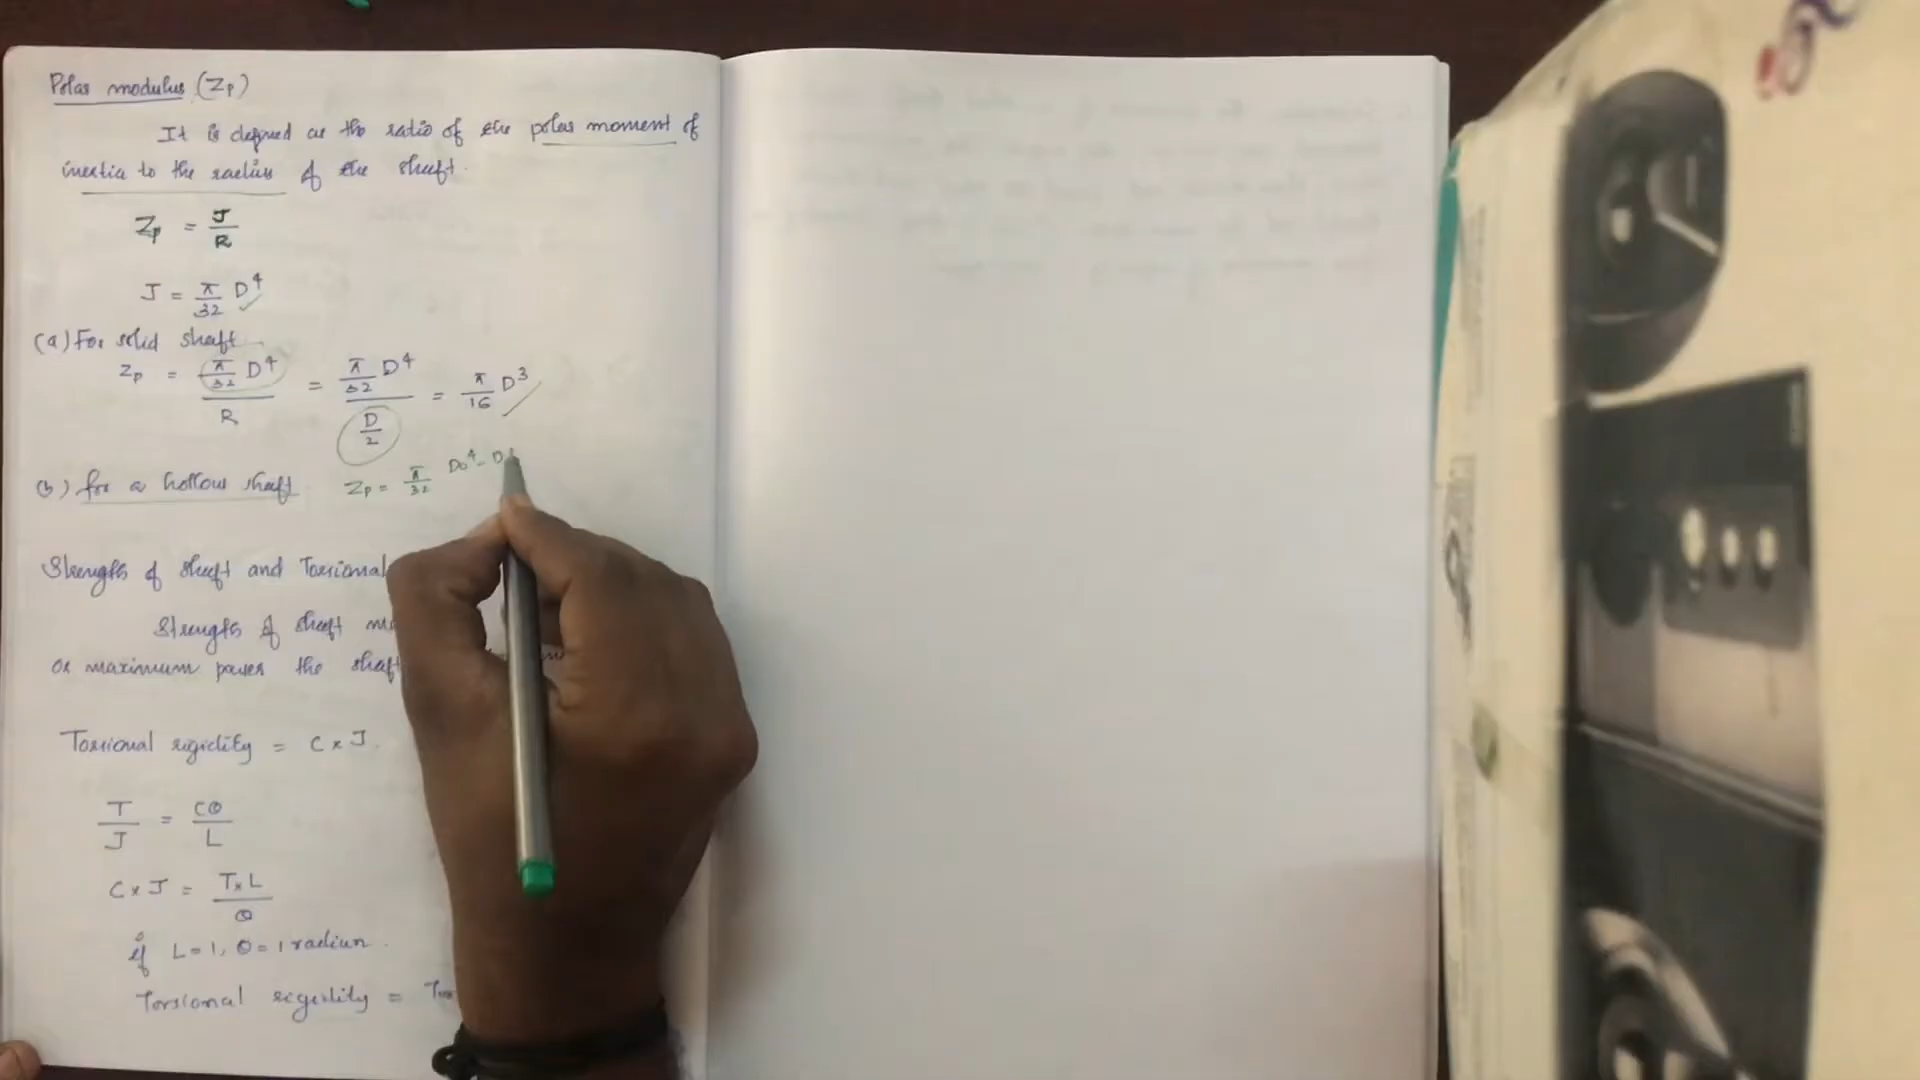 Polar modulus (Zp)
It is defined as the ratio of the polar moment of
inertia to the radius of the shaft.
Zp = J/R
J = π/32 D⁴
(a) For solid shaft
Zp = (π/32 D⁴)/R = (π/32 D⁴)/(D/2) = π/16 D³
(b) for a hollow shaft Zp = π/32 Do⁴ - D
Strength of shaft and Torsional
Strength of shaft
or maximum power the shaft
Torsional rigidity = C x J.
T/J = Cθ/L
C x J = T x L/θ
if L = 1, θ = 1 radian.
Torsional rigidity =